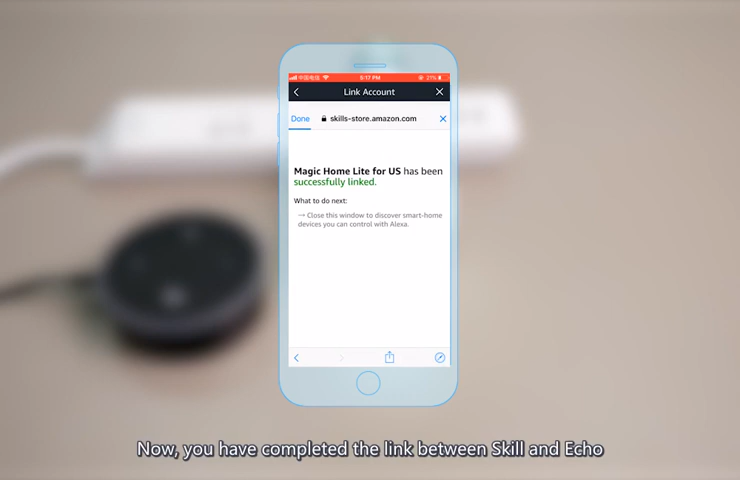 中国电信 5:17 PM 21%
Link Account
Done skills-store.amazon.com
Magic Home Lite for US has been
successfully linked.
What to do next:
→ Close this window to discover smart-home
devices you can control with Alexa.
Now, you have completed the link between Skill and Echo